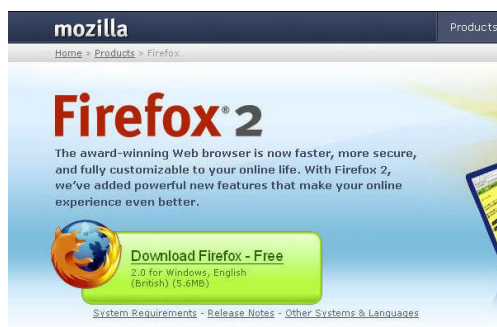 mozilla
Products
Home » Products » Firefox
Firefox® 2
The award-winning Web browser is now faster, more secure,
and fully customizable to your online life. With Firefox 2,
we've added powerful new features that make your online
experience even better.
Download Firefox - Free
2.0 for Windows, English
(British) (5.6MB)
System Requirements - Release Notes - Other Systems & Languages